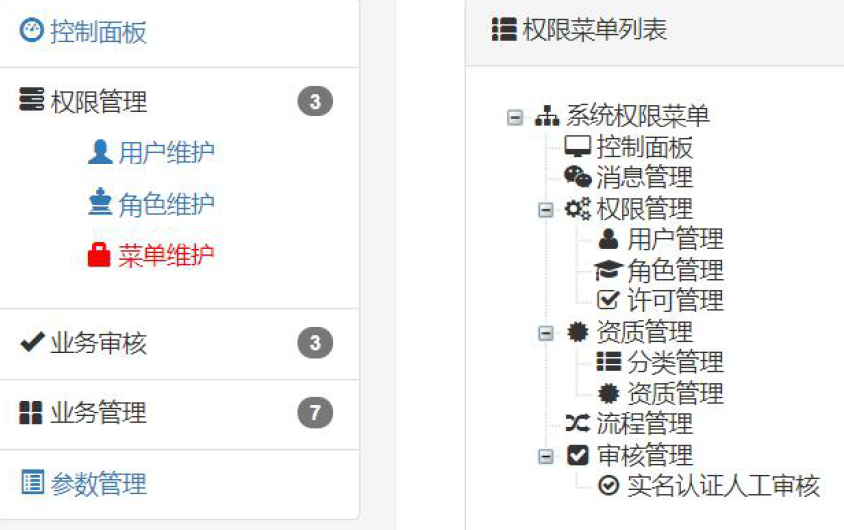 控制面板
权限管理 3
用户维护
角色维护
菜单维护
业务审核 3
业务管理 7
参数管理
权限菜单列表
系统权限菜单
控制面板
消息管理
权限管理
用户管理
角色管理
许可管理
资质管理
分类管理
资质管理
流程管理
审核管理
实名认证人工审核